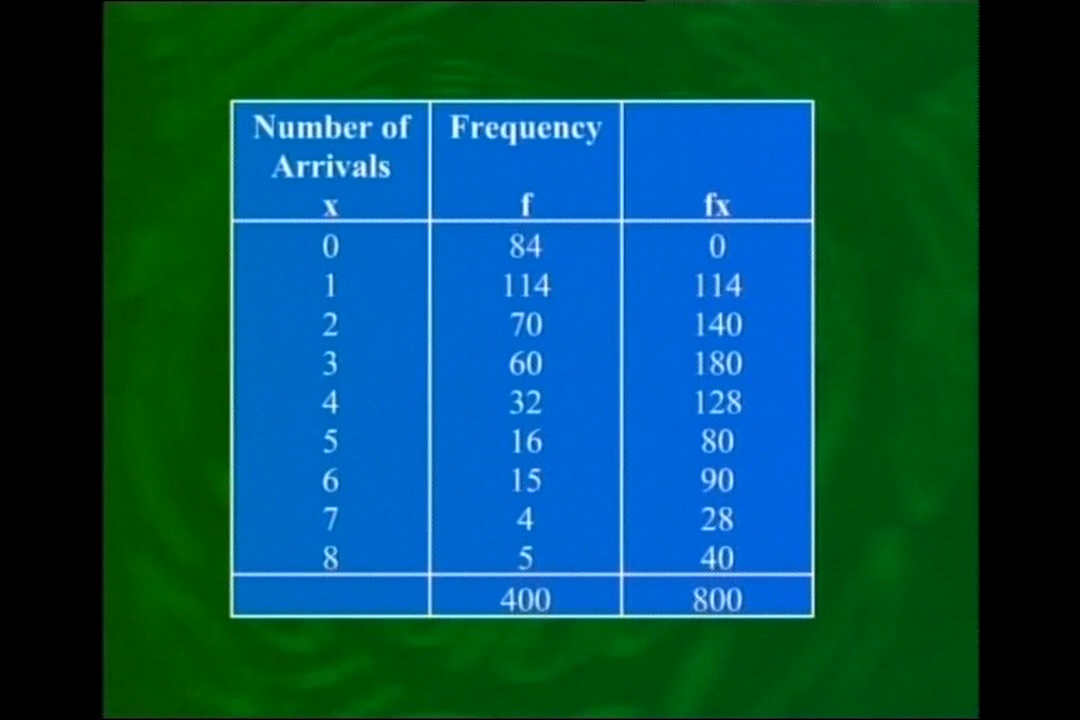 Number of Frequency
Arrivals
x f fx
0 84 0
1 114 114
2 70 140
3 60 180
4 32 128
5 16 80
6 15 90
7 4 28
8 5 40
400 800